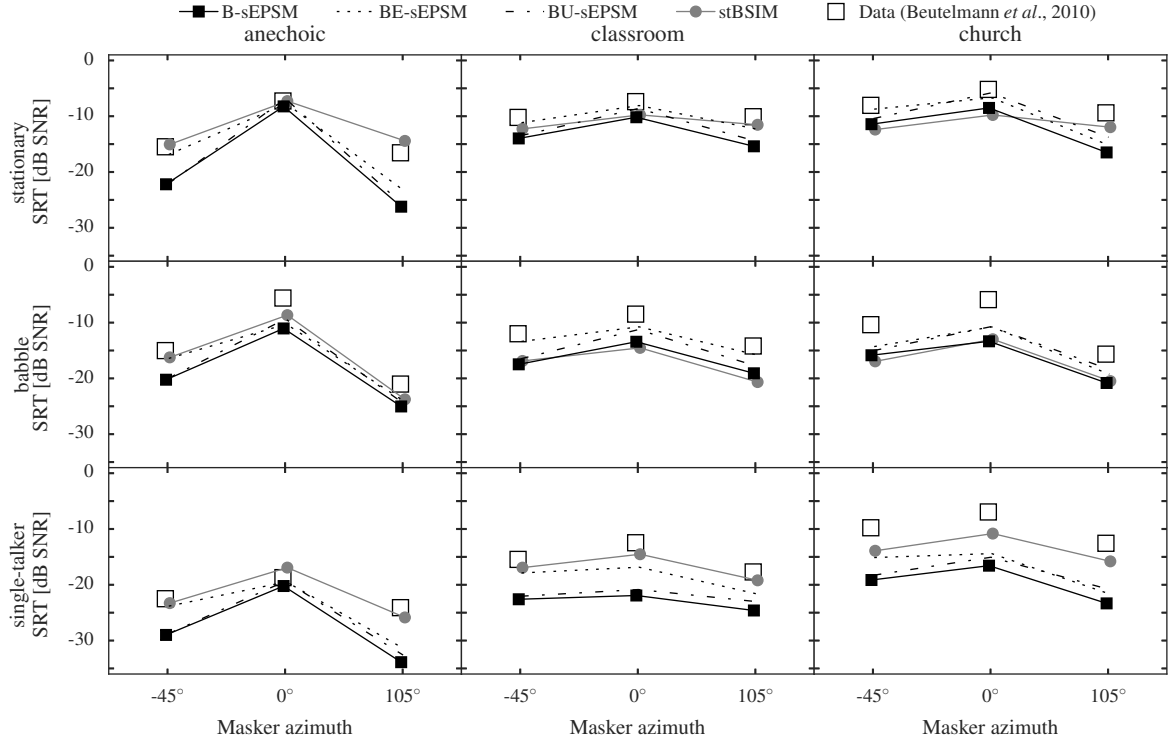 B-sEPSM BE-sEPSM BU-sEPSM stBSIM Data (Beutelmann et al., 2010)
anechoic classroom church
stationary
SRT [dB SNR]
0
-10
-20
-30
babble
SRT [dB SNR]
0
-10
-20
-30
single-talker
SRT [dB SNR]
0
-10
-20
-30
-45° 0° 105° -45° 0° 105° -45° 0° 105°
Masker azimuth Masker azimuth Masker azimuth